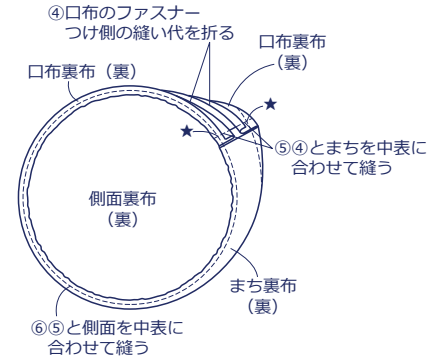 ④口布のファスナー
つけ側の縫い代を折る
口布裏布
(裏)
口布裏布(裏)
★
★
⑤④とまちを中表に
合わせて縫う
側面裏布
(裏)
まち裏布
(裏)
⑥⑤と側面を中表に
合わせて縫う